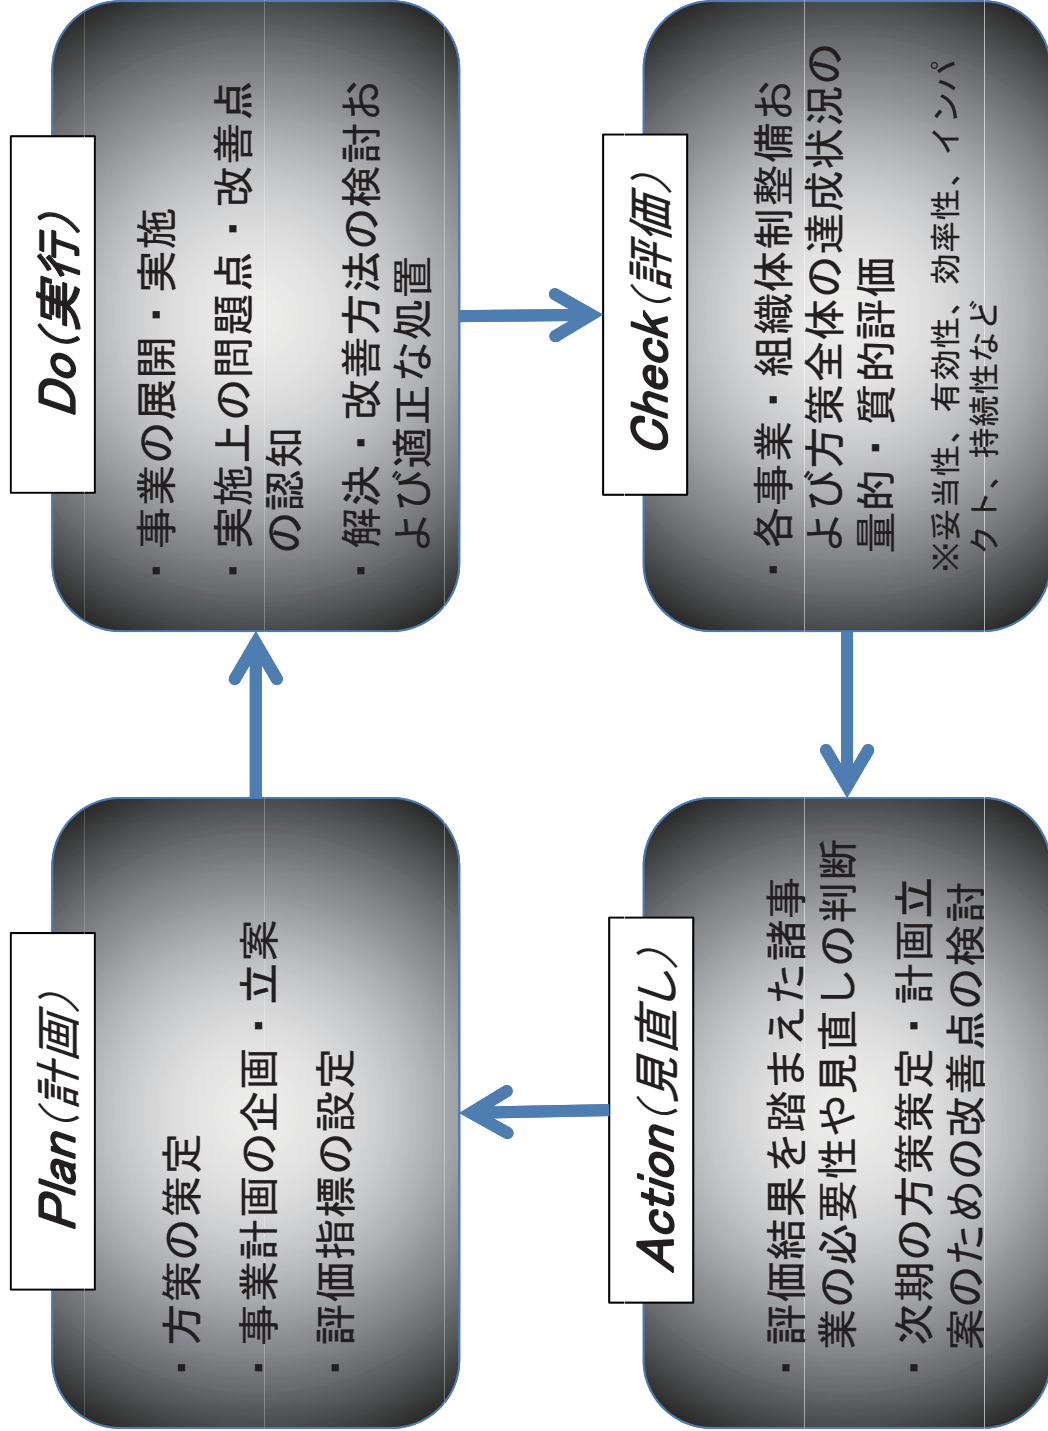 Plan(計画)
・方策の策定
・事業計画の企画・立案
・評価指標の設定
Do(実行)
・事業の展開・実施
・実施上の問題点・改善点
の認知
・解決・改善方法の検討お
よび適正な処置
Check(評価)
・各事業・組織体制整備お
よび方策全体の達成状況の
量的・質的評価
※妥当性、有効性、効率性、インパ
クト、持続性など
Action(見直し)
・評価結果を踏まえた諸事
業の必要性や見直しの判断
・次期の方策策定・計画立
案のための改善点の検討